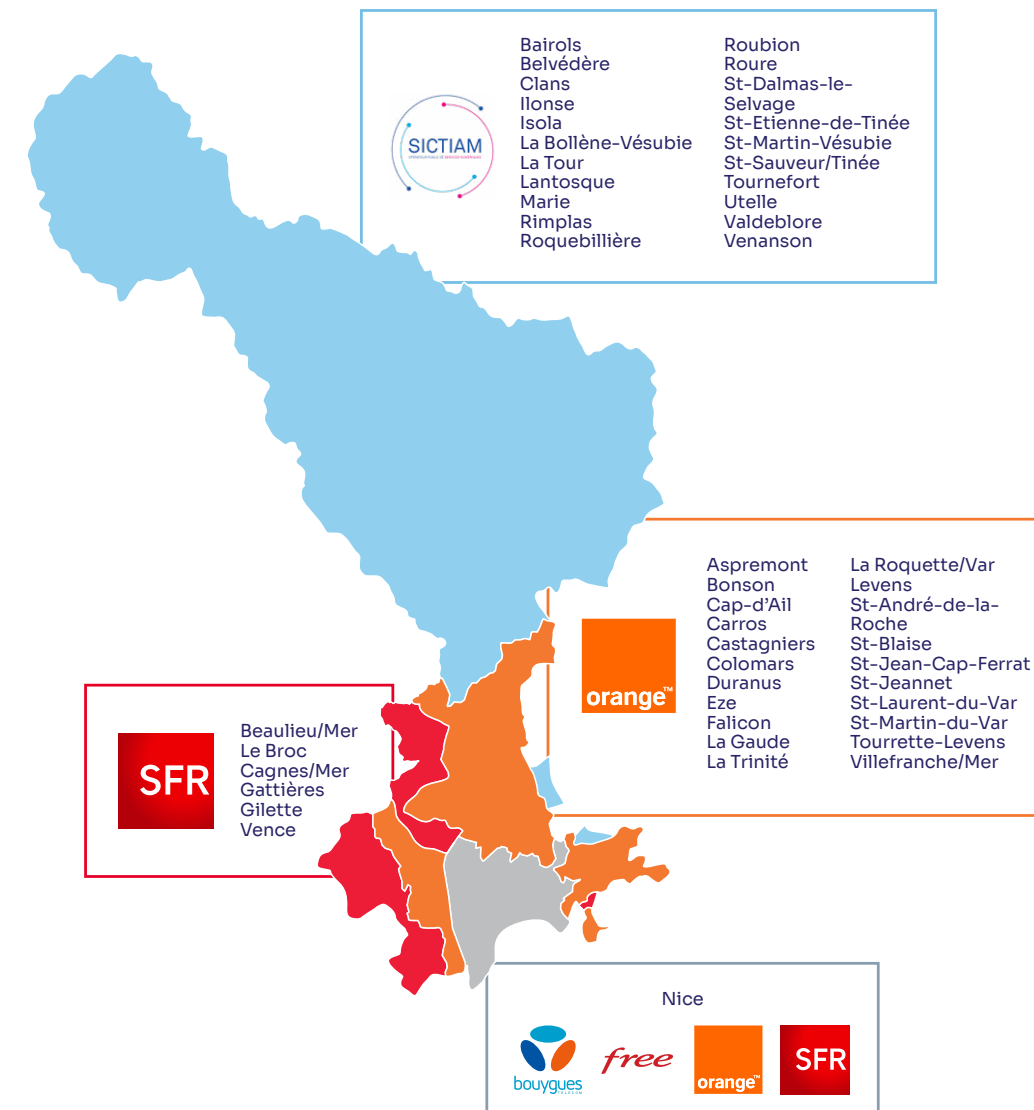 SICTIAM
Bairols
Belvédère
Clans
Ilonse
Isola
La Bollène-Vésubie
La Tour
Lantosque
Marie
Rimplas
Roquebillière
Roubion
Roure
St-Dalmas-le-
Selvage
St-Etienne-de-Tinée
St-Martin-Vésubie
St-Sauveur/Tinée
Tournefort
Utelle
Valdeblore
Venanson
orange™
Aspremont
Bonson
Cap-d’Ail
Carros
Castagniers
Colomars
Duranus
Eze
Falicon
La Gaude
La Trinité
La Roquette/Var
Levens
St-André-de-la-
Roche
St-Blaise
St-Jean-Cap-Ferrat
St-Jeannet
St-Laurent-du-Var
St-Martin-du-Var
Tourrette-Levens
Villefranche/Mer
SFR
Beaulieu/Mer
Le Broc
Cagnes/Mer
Gattières
Gilette
Vence
Nice
bouygues
TELECOM
free
orange™
SFR